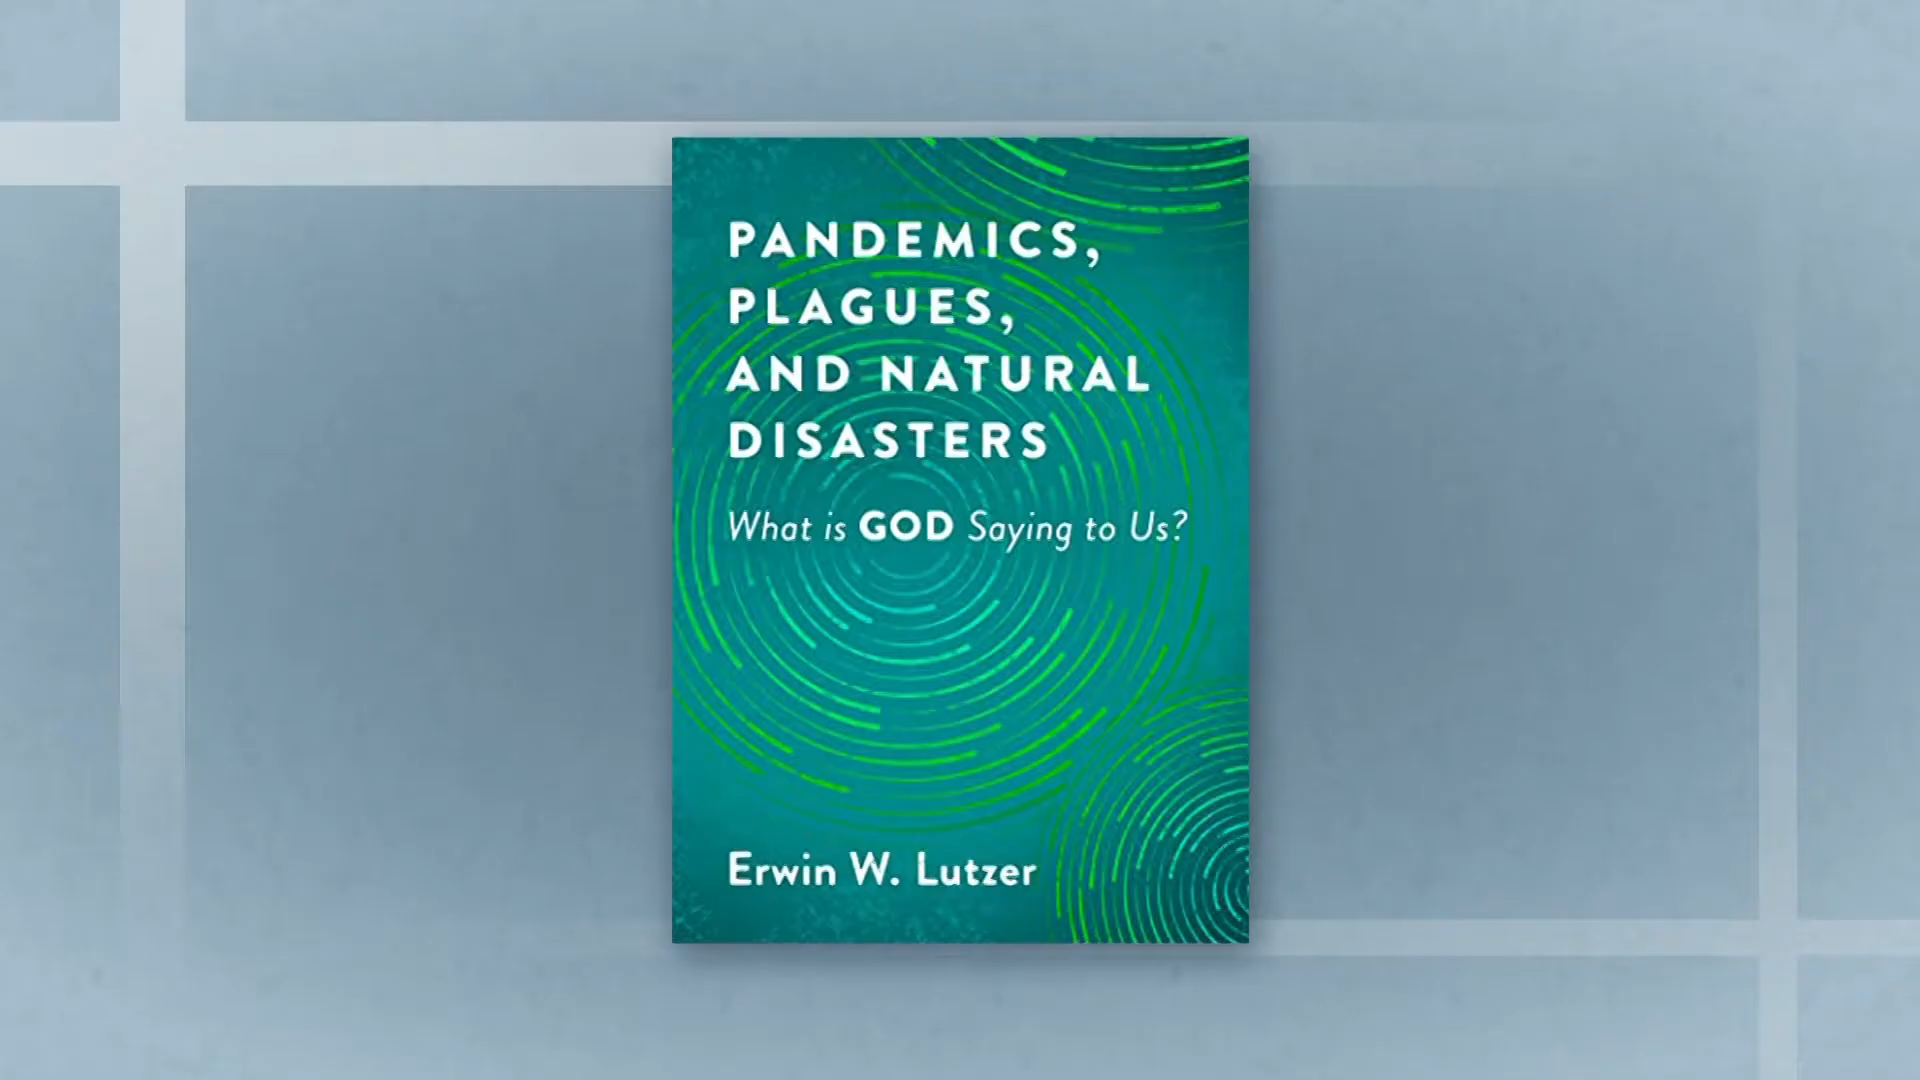 PANDEMICS,
PLAGUES,
AND NATURAL
DISASTERS
What is GOD Saying to Us?
Erwin W. Lutzer